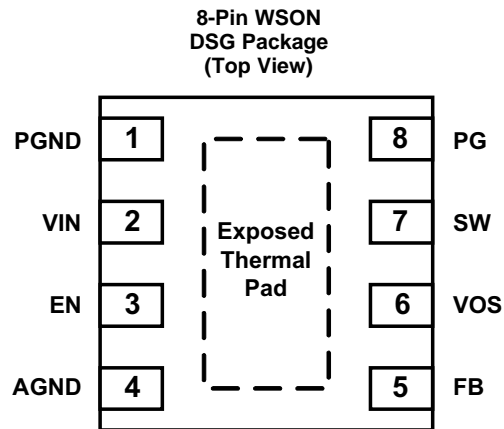 8-Pin WSON
DSG Package
(Top View)
PGND 1 8 PG
VIN 2 7 SW
Exposed
Thermal
Pad
EN 3 6 VOS
AGND 4 5 FB